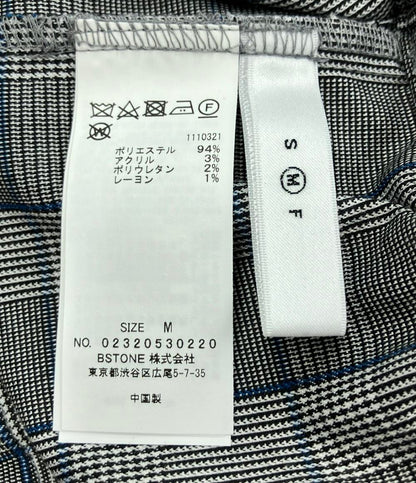 1110321
ポリエステル 94%
アクリル 3%
ポリウレタン 2%
レーヨン 1%
SIZE M
NO. 02320530220
BSTONE 株式会社
東京都渋谷区広尾5-7-35
中国製
S M F